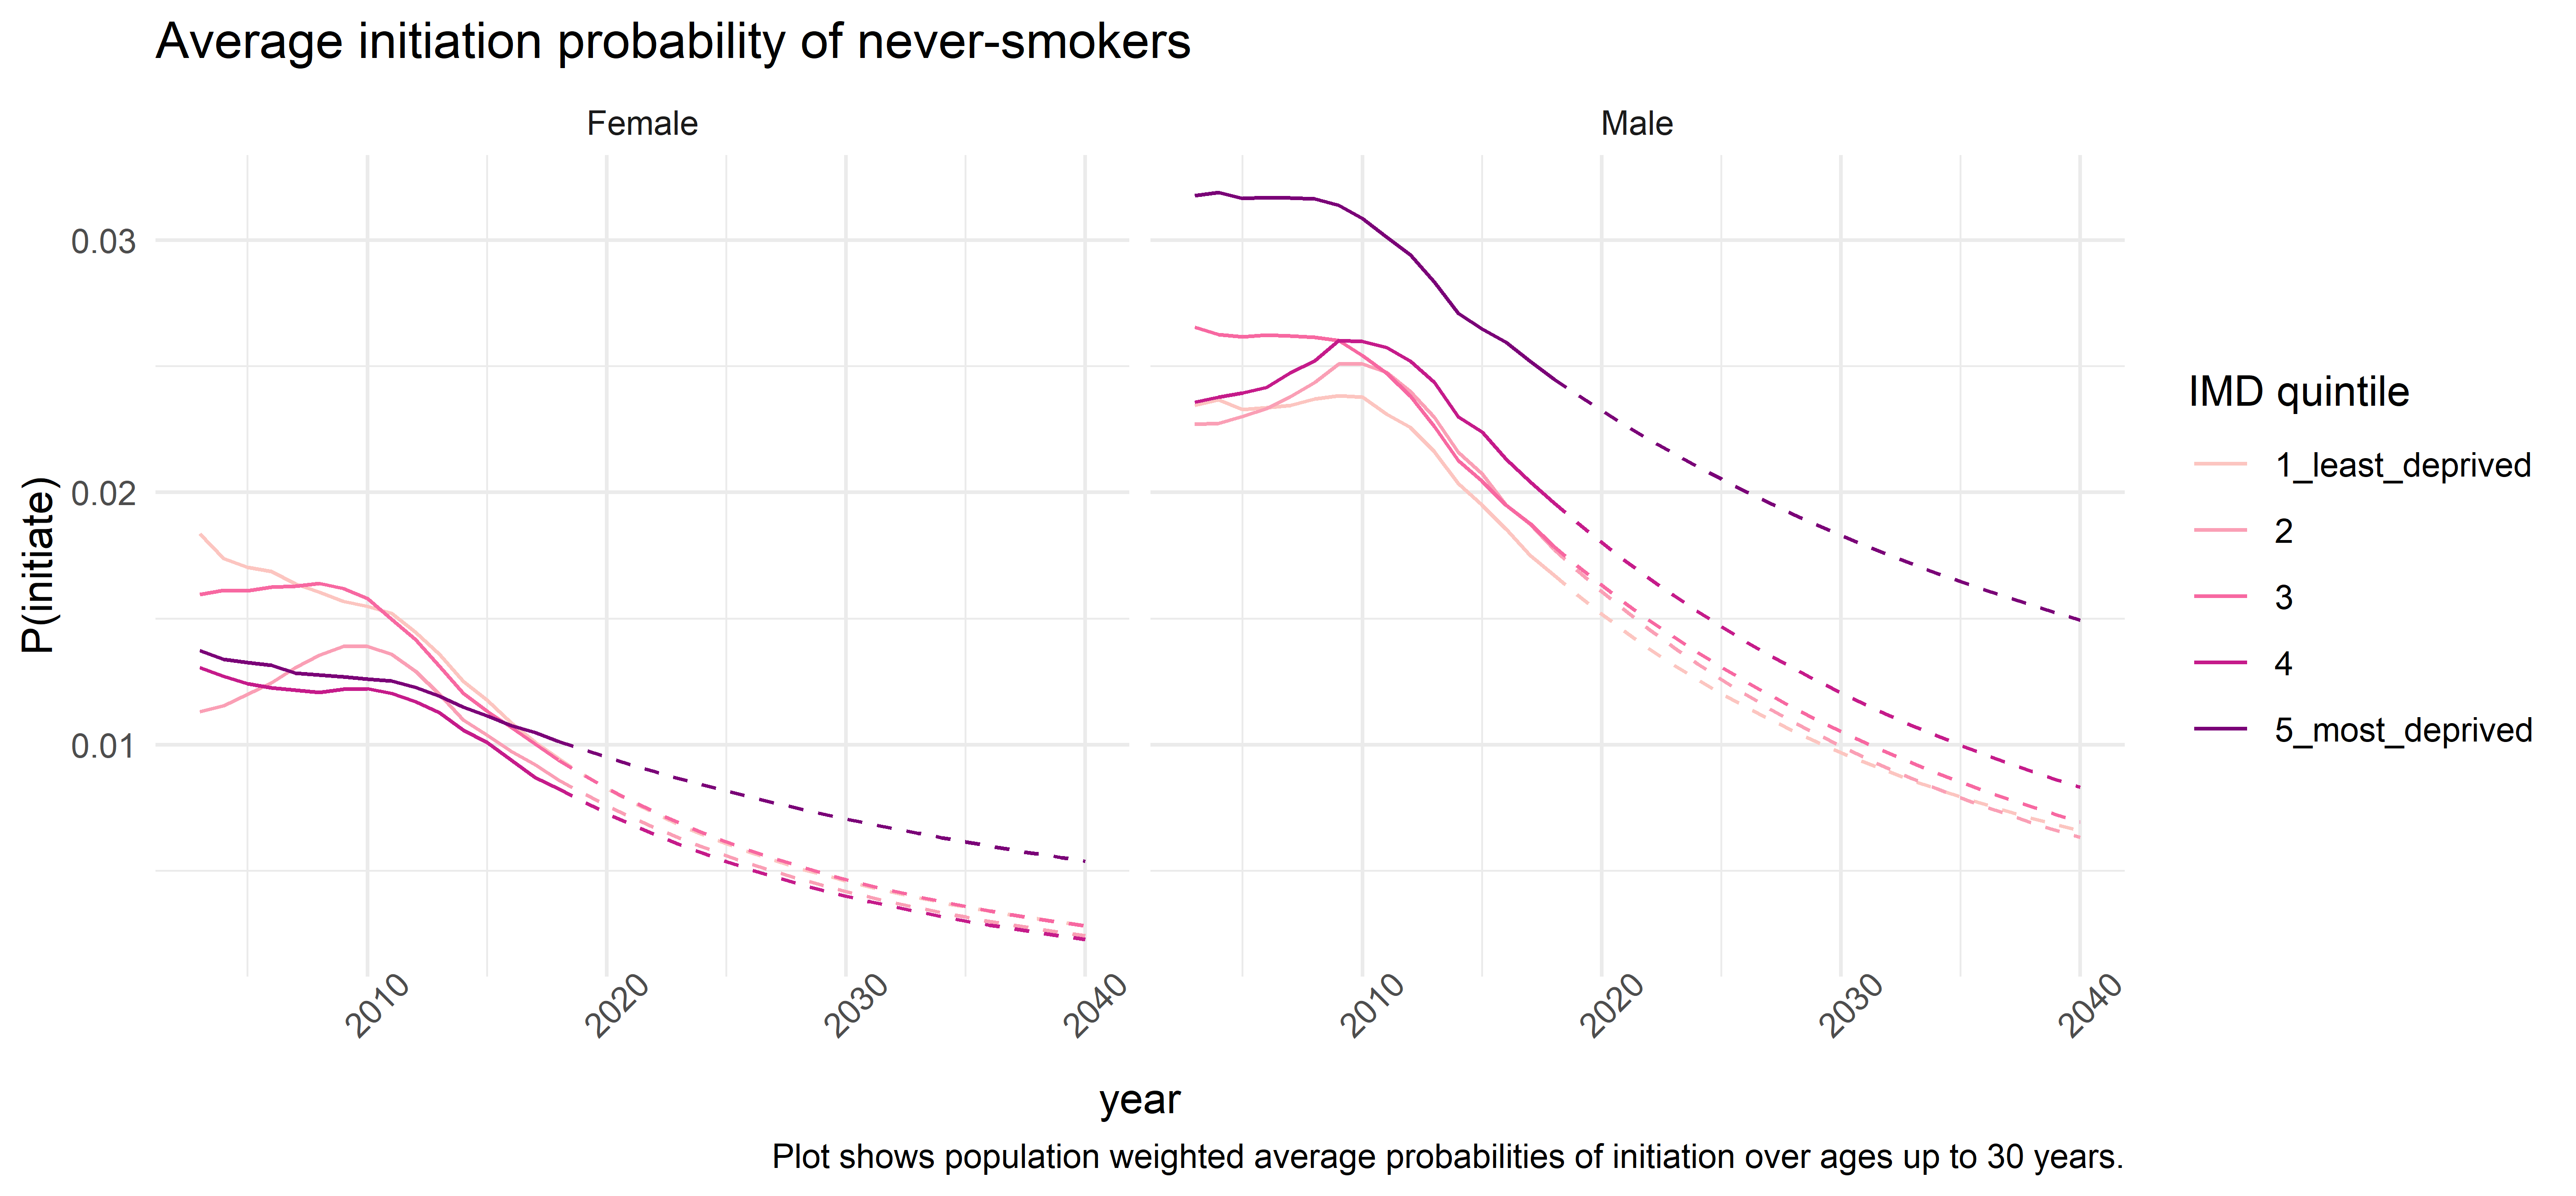 Average initiation probability of never-smokers
Female
Male
P(initiate)
0.03
0.02
0.01
2010
2020
2030
2040
2010
2020
2030
2040
year
IMD quintile
1_least_deprived
2
3
4
5_most_deprived
Plot shows population weighted average probabilities of initiation over ages up to 30 years.